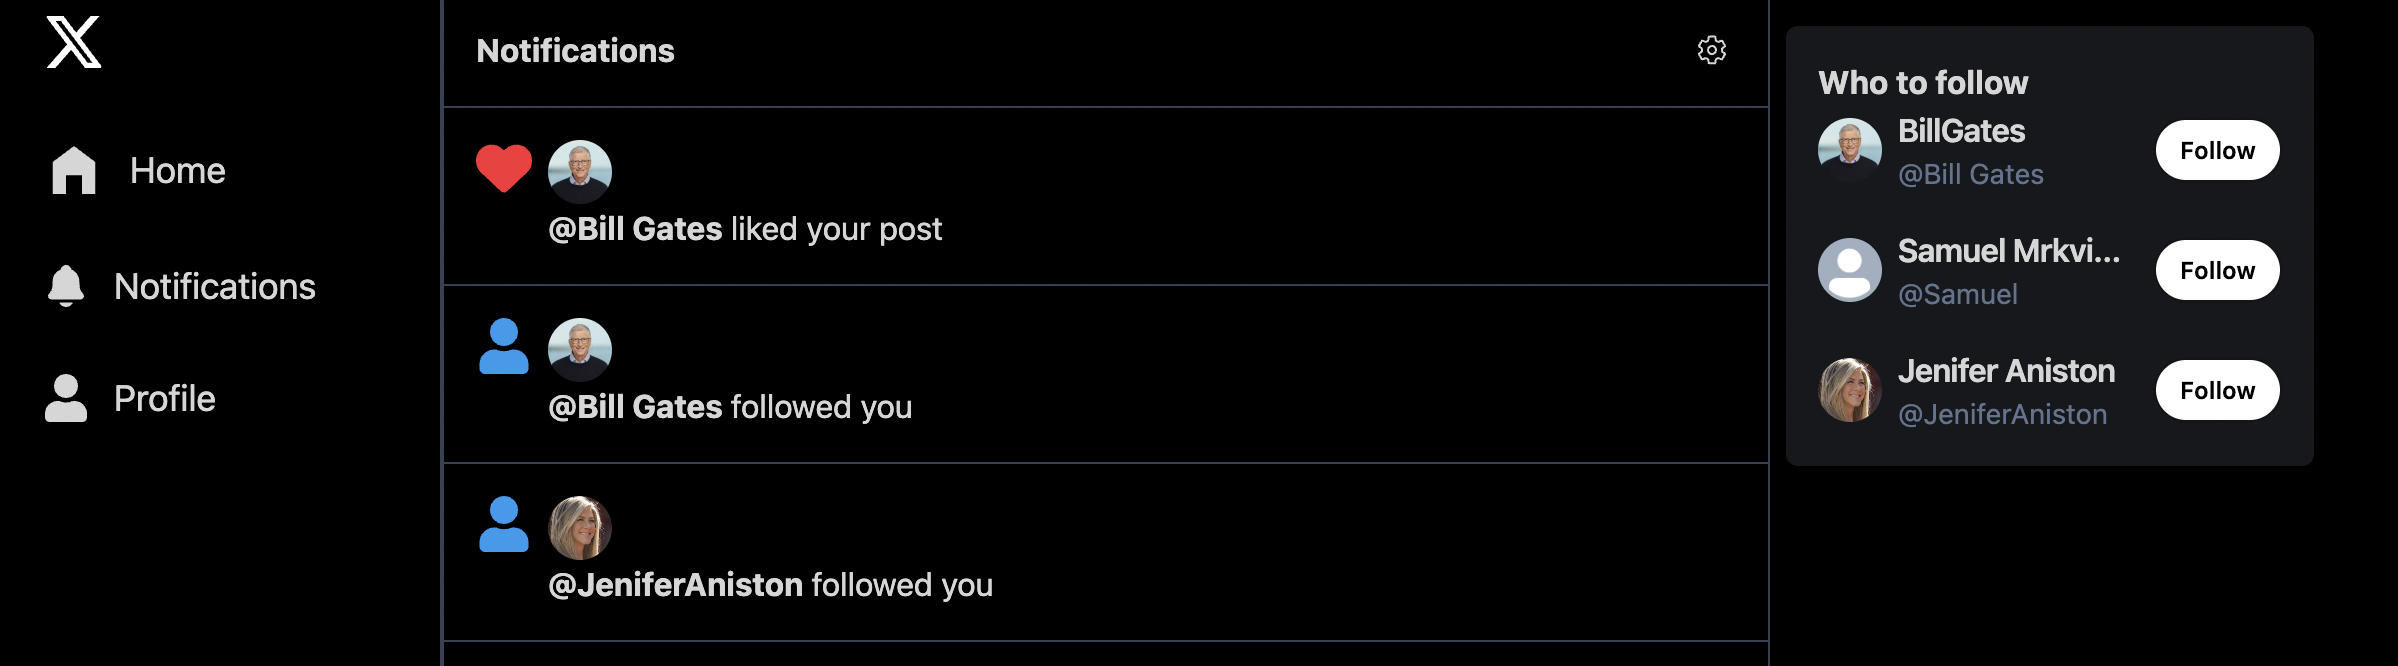 Home
Notifications
Profile
Notifications
@Bill Gates liked your post
@Bill Gates followed you
@JeniferAniston followed you
Who to follow
BillGates
@Bill Gates
Follow
Samuel Mrkvi...
@Samuel
Follow
Jenifer Aniston
@JeniferAniston
Follow